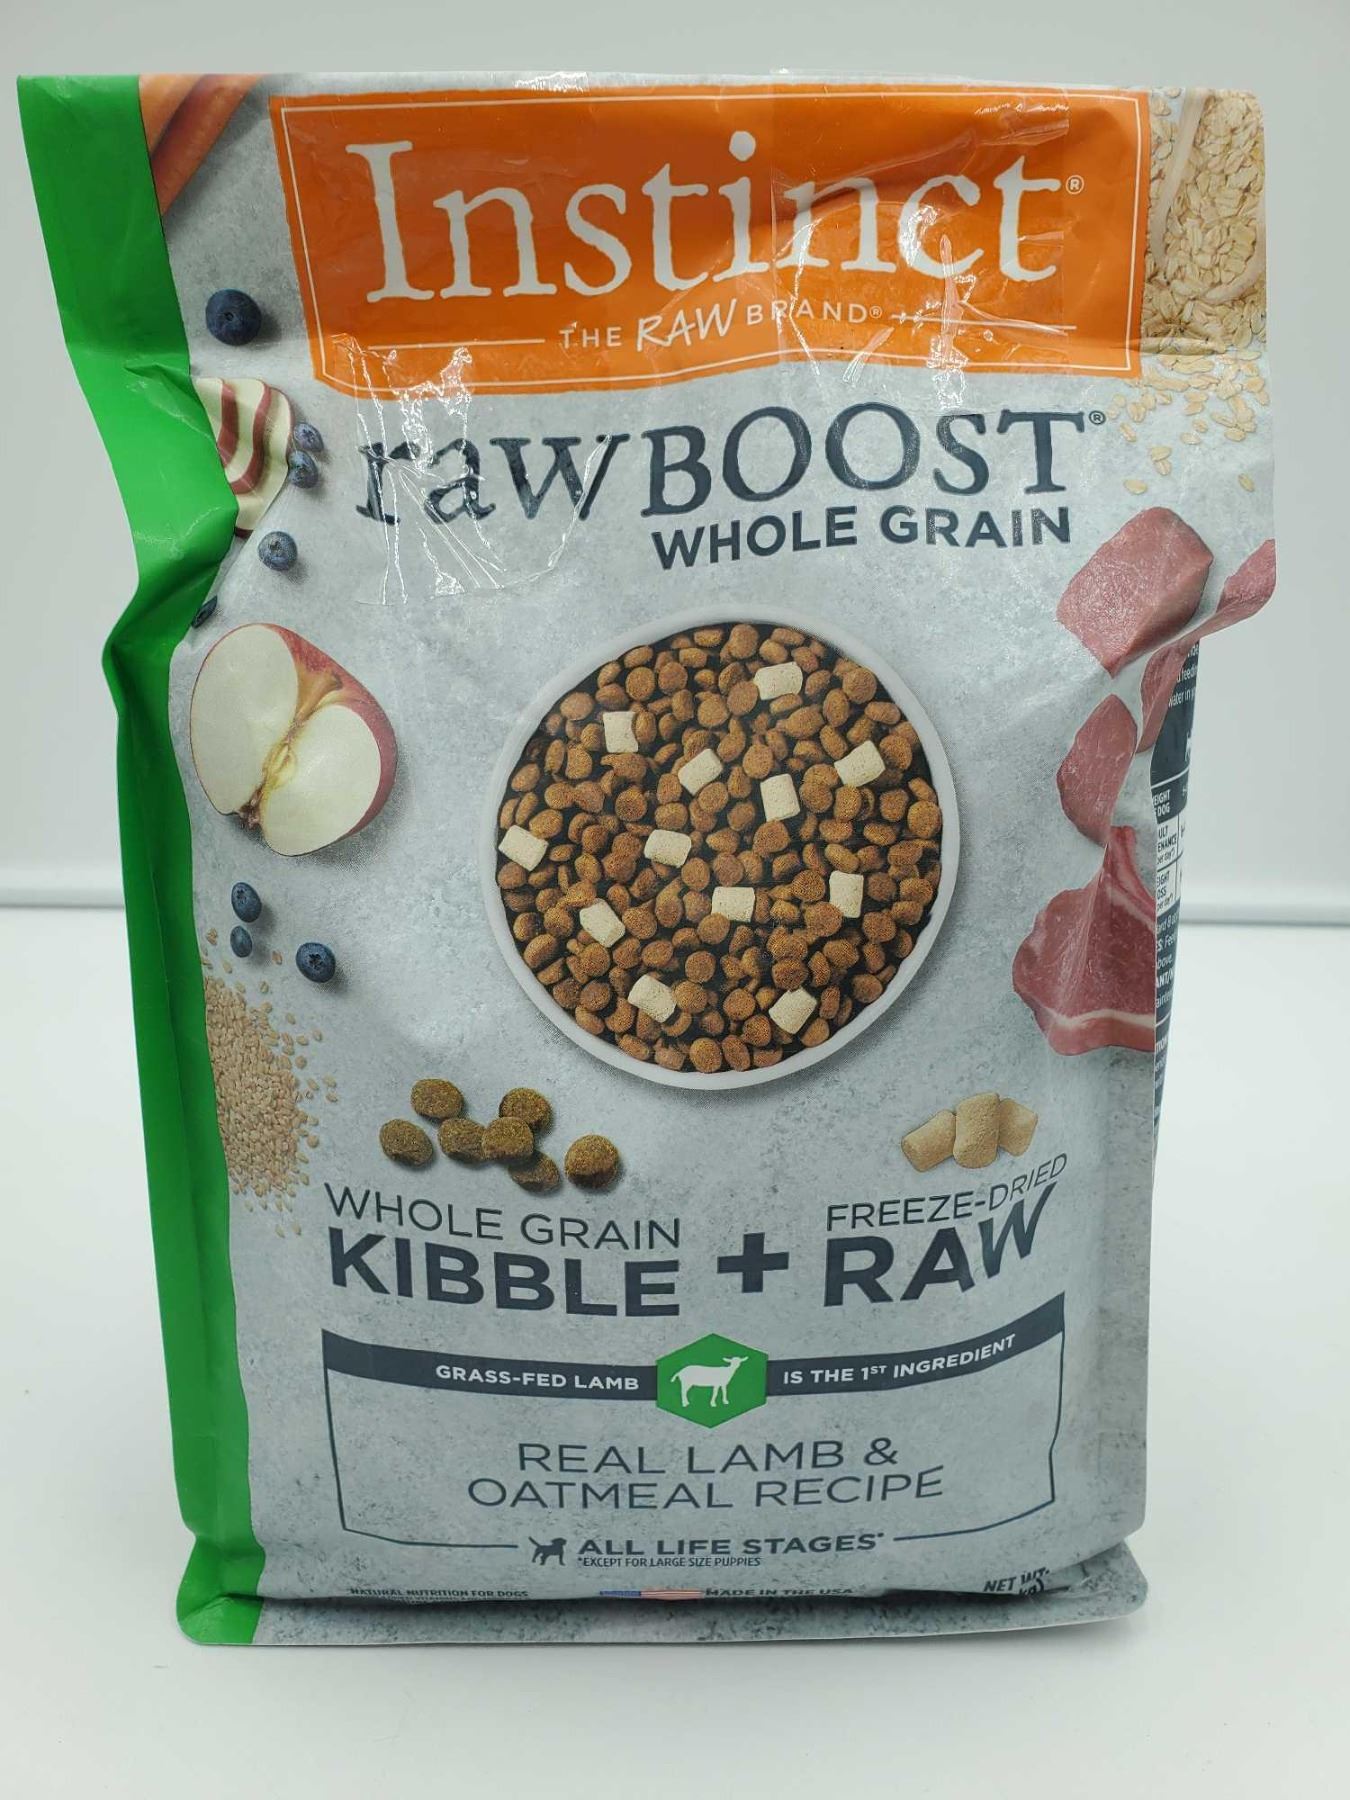 Instinct®
THE RAW BRAND®
raw BOOST®
WHOLE GRAIN
WHOLE GRAIN
KIBBLE
+
FREEZE-DRIED
RAW
GRASS-FED LAMB
IS THE 1ST INGREDIENT
REAL LAMB &
OATMEAL RECIPE
ALL LIFE STAGES*
*EXCEPT FOR LARGE SIZE PUPPIES
NATURAL NUTRITION FOR DOGS
MADE IN THE USA
NET WT.